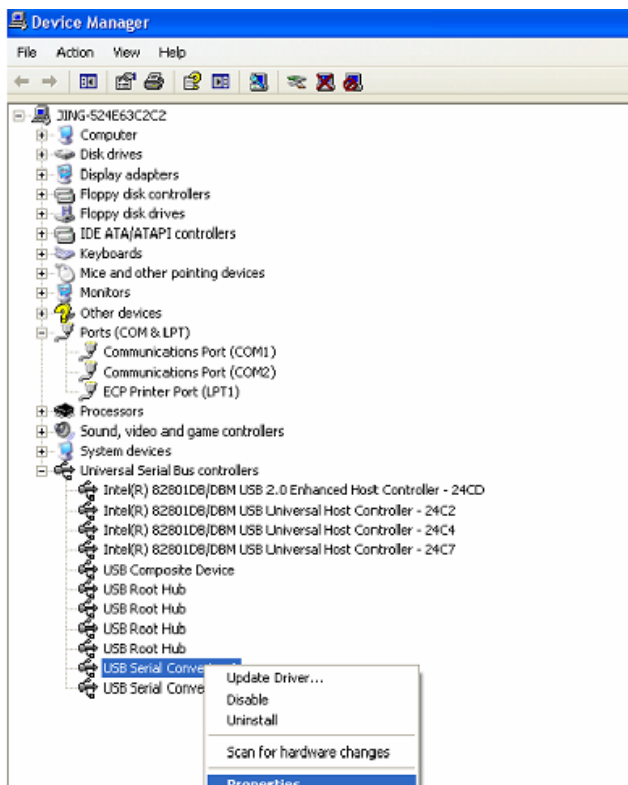 Device Manager
File Action View Help
JING-524E63C2C2
Computer
Disk drives
Display adapters
Floppy disk controllers
Floppy disk drives
IDE ATA/ATAPI controllers
Keyboards
Mice and other pointing devices
Monitors
Other devices
Ports (COM & LPT)
Communications Port (COM1)
Communications Port (COM2)
ECP Printer Port (LPT1)
Processors
Sound, video and game controllers
System devices
Universal Serial Bus controllers
Intel(R) 82801DB/DBM USB 2.0 Enhanced Host Controller - 24CD
Intel(R) 82801DB/DBM USB Universal Host Controller - 24C2
Intel(R) 82801DB/DBM USB Universal Host Controller - 24C4
Intel(R) 82801DB/DBM USB Universal Host Controller - 24C7
USB Composite Device
USB Root Hub
USB Root Hub
USB Root Hub
USB Root Hub
USB Serial
USB Serial
Update Driver...
Disable
Uninstall
Scan for hardware changes
Properties